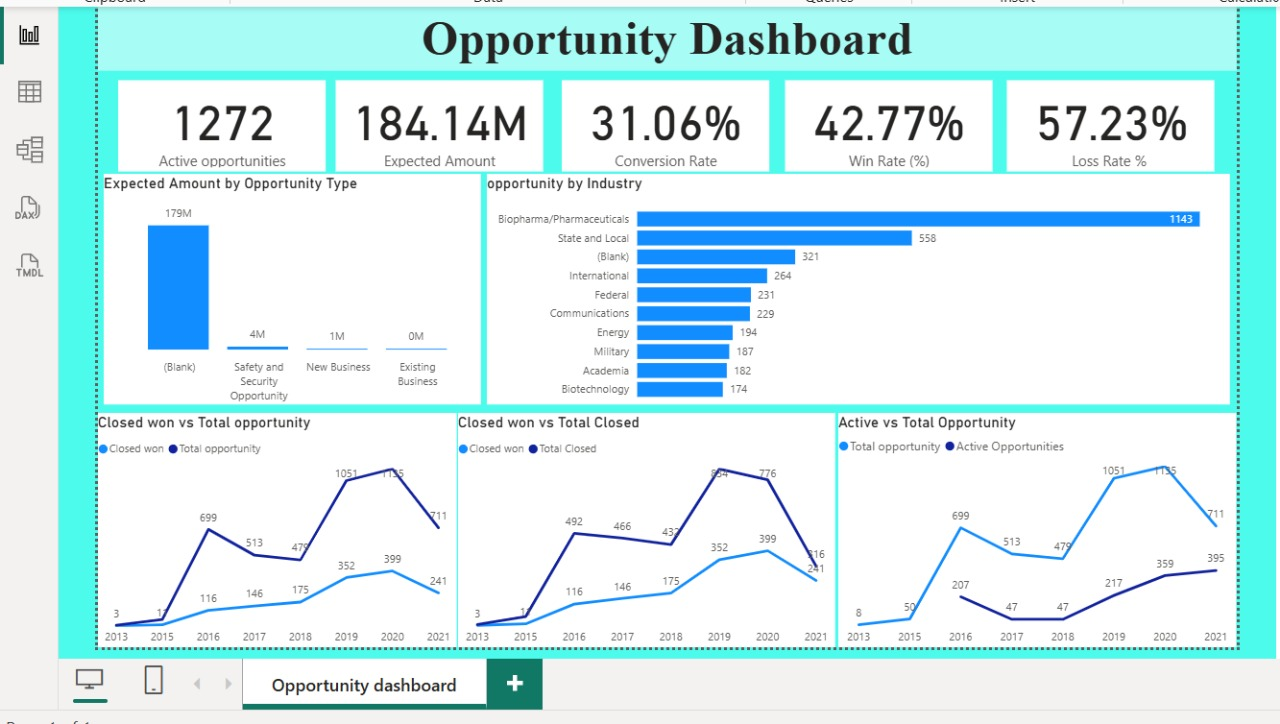 Opportunity Dashboard
1272
Active opportunities
184.14M
Expected Amount
31.06%
Conversion Rate
42.77%
Win Rate (%)
57.23%
Loss Rate %
DAX
TMDL
Expected Amount by Opportunity Type
179M
4M
1M
0M
(Blank)
Safety and
Security
Opportunity
New Business
Existing
Business
opportunity by Industry
Biopharma/Pharmaceuticals 1143
State and Local 558
(Blank) 321
International 264
Federal 231
Communications 229
Energy 194
Military 187
Academia 182
Biotechnology 174
Closed won vs Total opportunity
Closed won Total opportunity
3 699 513 479 1051 1135 711
116 146 175 352 399 241
2013 2015 2016 2017 2018 2019 2020 2021
Closed won vs Total Closed
Closed won Total Closed
3 492 466 432 834 776 316
116 146 175 352 399 241
2013 2015 2016 2017 2018 2019 2020 2021
Active vs Total Opportunity
Total opportunity Active Opportunities
8 50 699 513 479 1051 1135 711
207 47 47 217 359 395
2013 2015 2016 2017 2018 2019 2020 2021
Opportunity dashboard
+